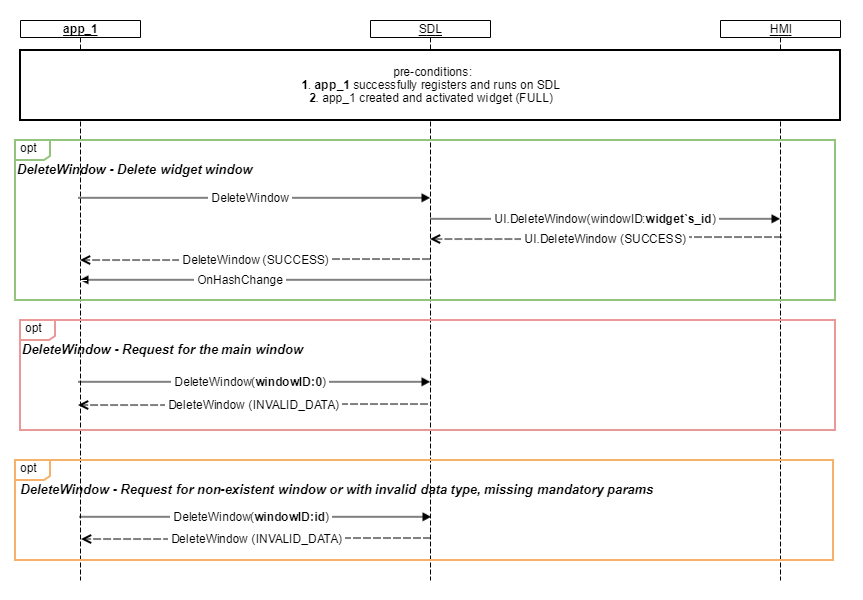 app_1 SDL HMI
pre-conditions:
1. app_1 successfully registers and runs on SDL
2. app_1 created and activated widget (FULL)
opt
DeleteWindow - Delete widget window
DeleteWindow
UI.DeleteWindow(windowID:widget`s_id)
UI.DeleteWindow (SUCCESS)
DeleteWindow (SUCCESS)
OnHashChange
opt
DeleteWindow - Request for the main window
DeleteWindow(windowID:0)
DeleteWindow (INVALID_DATA)
opt
DeleteWindow - Request for non-existent window or with invalid data type, missing mandatory params
DeleteWindow(windowID:id)
DeleteWindow (INVALID_DATA)